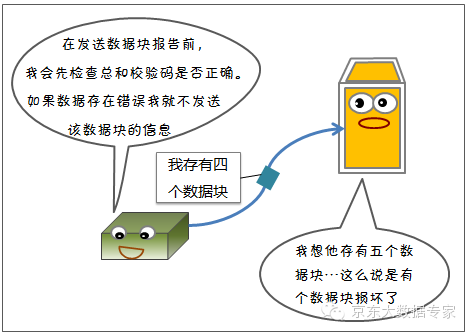 在发送数据块报告前，
我会先检查总和校验码是否正确。
如果数据存在错误我就不发送
该数据块的信息
我存有四
个数据块
我想他存有五个数
据块…这么说是有
个数据块损坏了
京东大数据专家